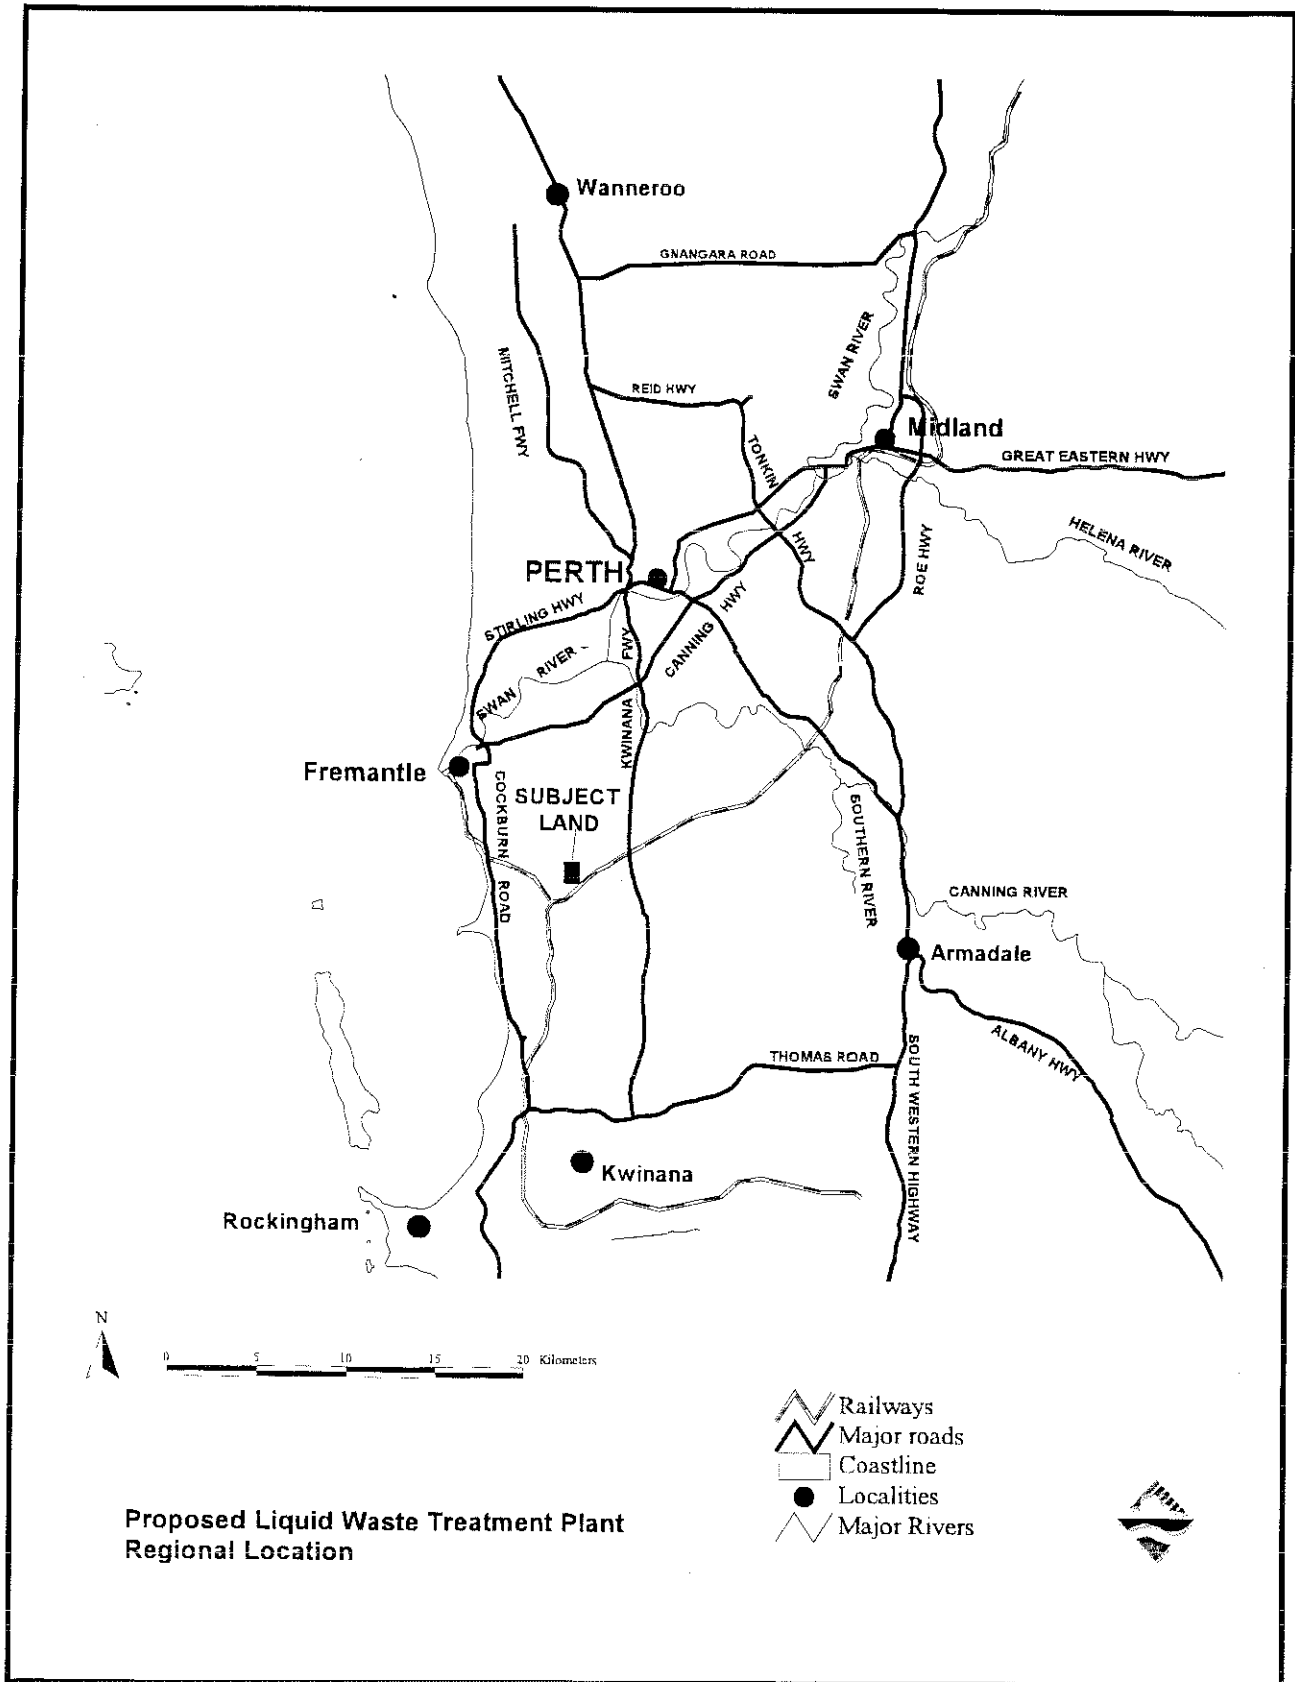 Wanneroo
GNANGARA ROAD
SWAN RIVER
MITCHELL FWY
REID HWY
Midland
TONKIN
GREAT EASTERN HWY
HWY
HELENA RIVER
ROE HWY
PERTH
STIRLING HWY
CANNING HWY
FWY
SWAN RIVER
KWINANA
Fremantle
SUBJECT
LAND
COCKBURN ROAD
SOUTHERN RIVER
CANNING RIVER
Armadale
ALBANY HWY
THOMAS ROAD
SOUTH WESTERN HIGHWAY
Kwinana
Rockingham
N
0 5 10 15 20 Kilometers
Railways
Major roads
Coastline
Localities
Major Rivers
Proposed Liquid Waste Treatment Plant
Regional Location